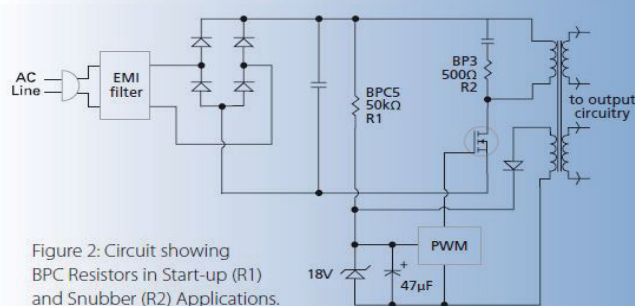 AC
Line
EMI
filter
BPC5
50kΩ
R1
BP3
500Ω
R2
to output
circuitry
PWM
18V
+
47µF
Figure 2: Circuit showing
BPC Resistors in Start-up (R1)
and Snubber (R2) Applications.